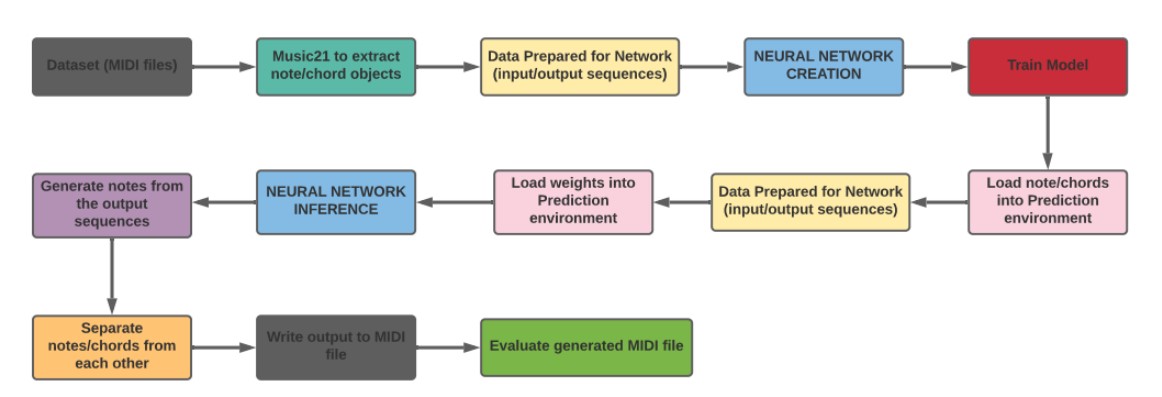 Dataset (MIDI files)
Music21 to extract
note/chord objects
Data Prepared for Network
(input/output sequences)
NEURAL NETWORK
CREATION
Train Model
Load note/chords
into Prediction
environment
Data Prepared for Network
(input/output sequences)
Load weights into
Prediction
environment
NEURAL NETWORK
INFERENCE
Generate notes from
the output
sequences
Separate
notes/chords from
each other
Write output to MIDI
file
Evaluate generated MIDI file